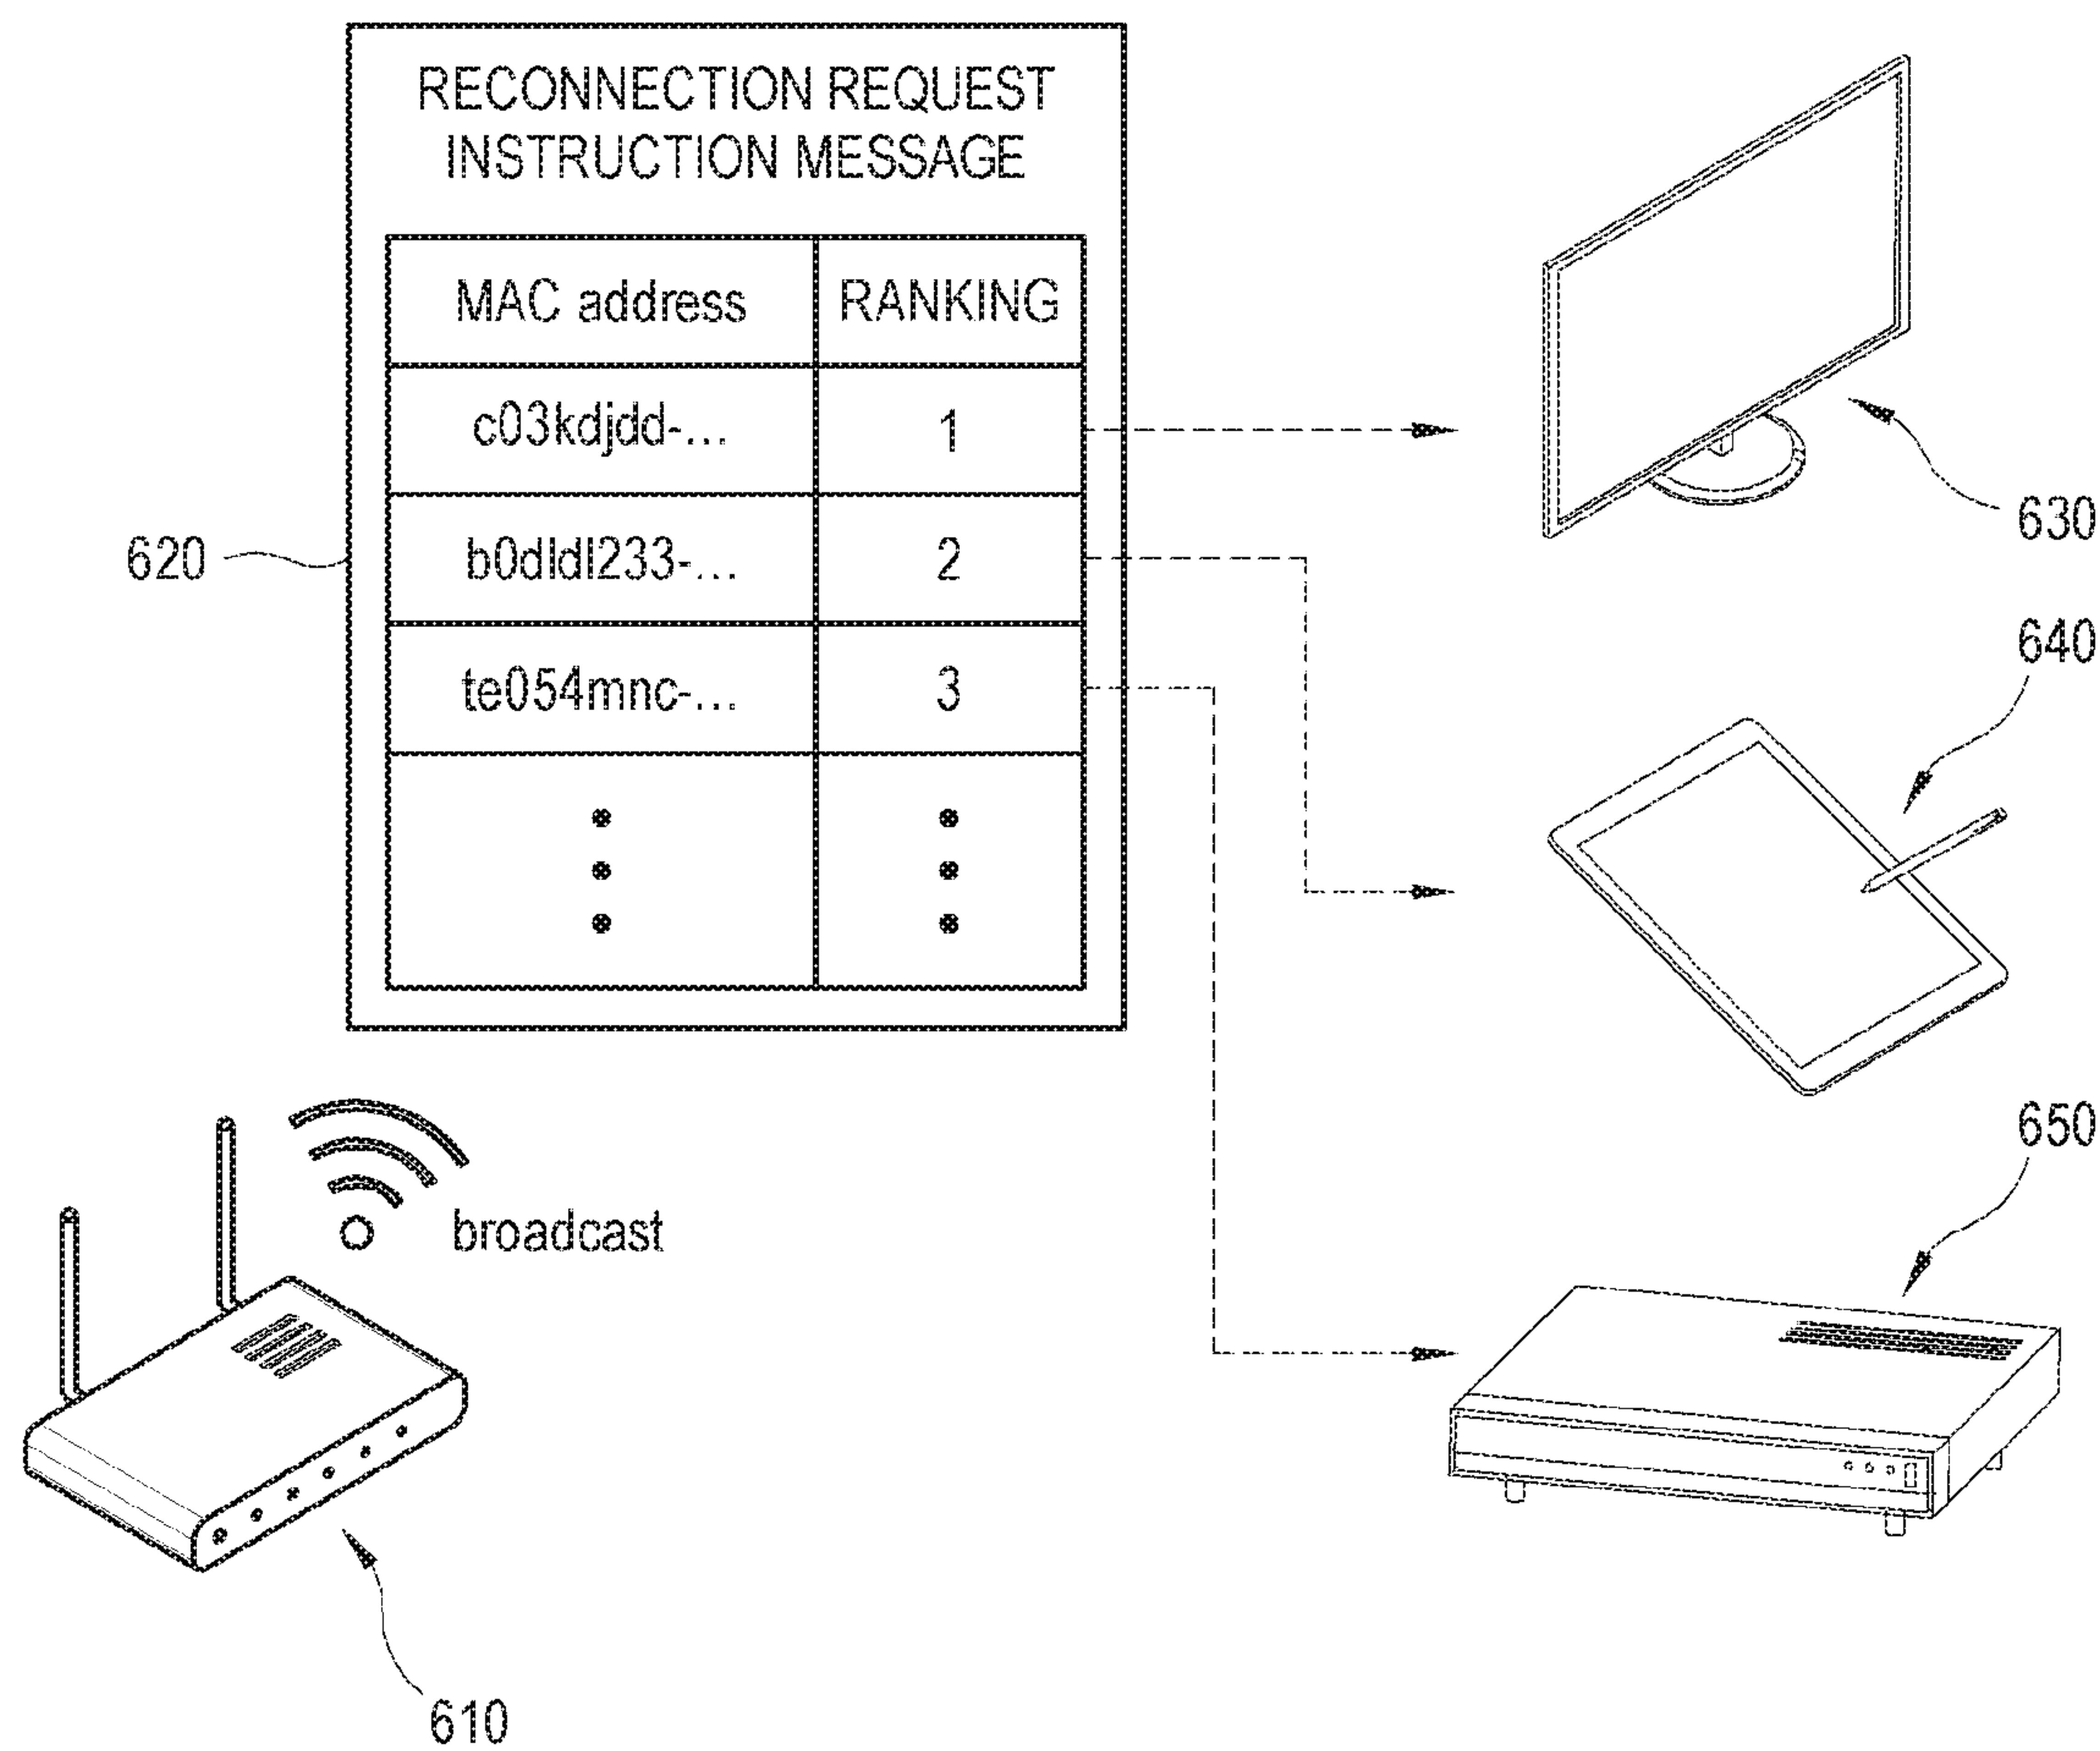 RECONNECTION REQUEST
INSTRUCTION MESSAGE
MAC address RANKING
c03kdjdd-... 1
b0dldl233-... 2
te054mnc-... 3
620
630
640
650
broadcast
610